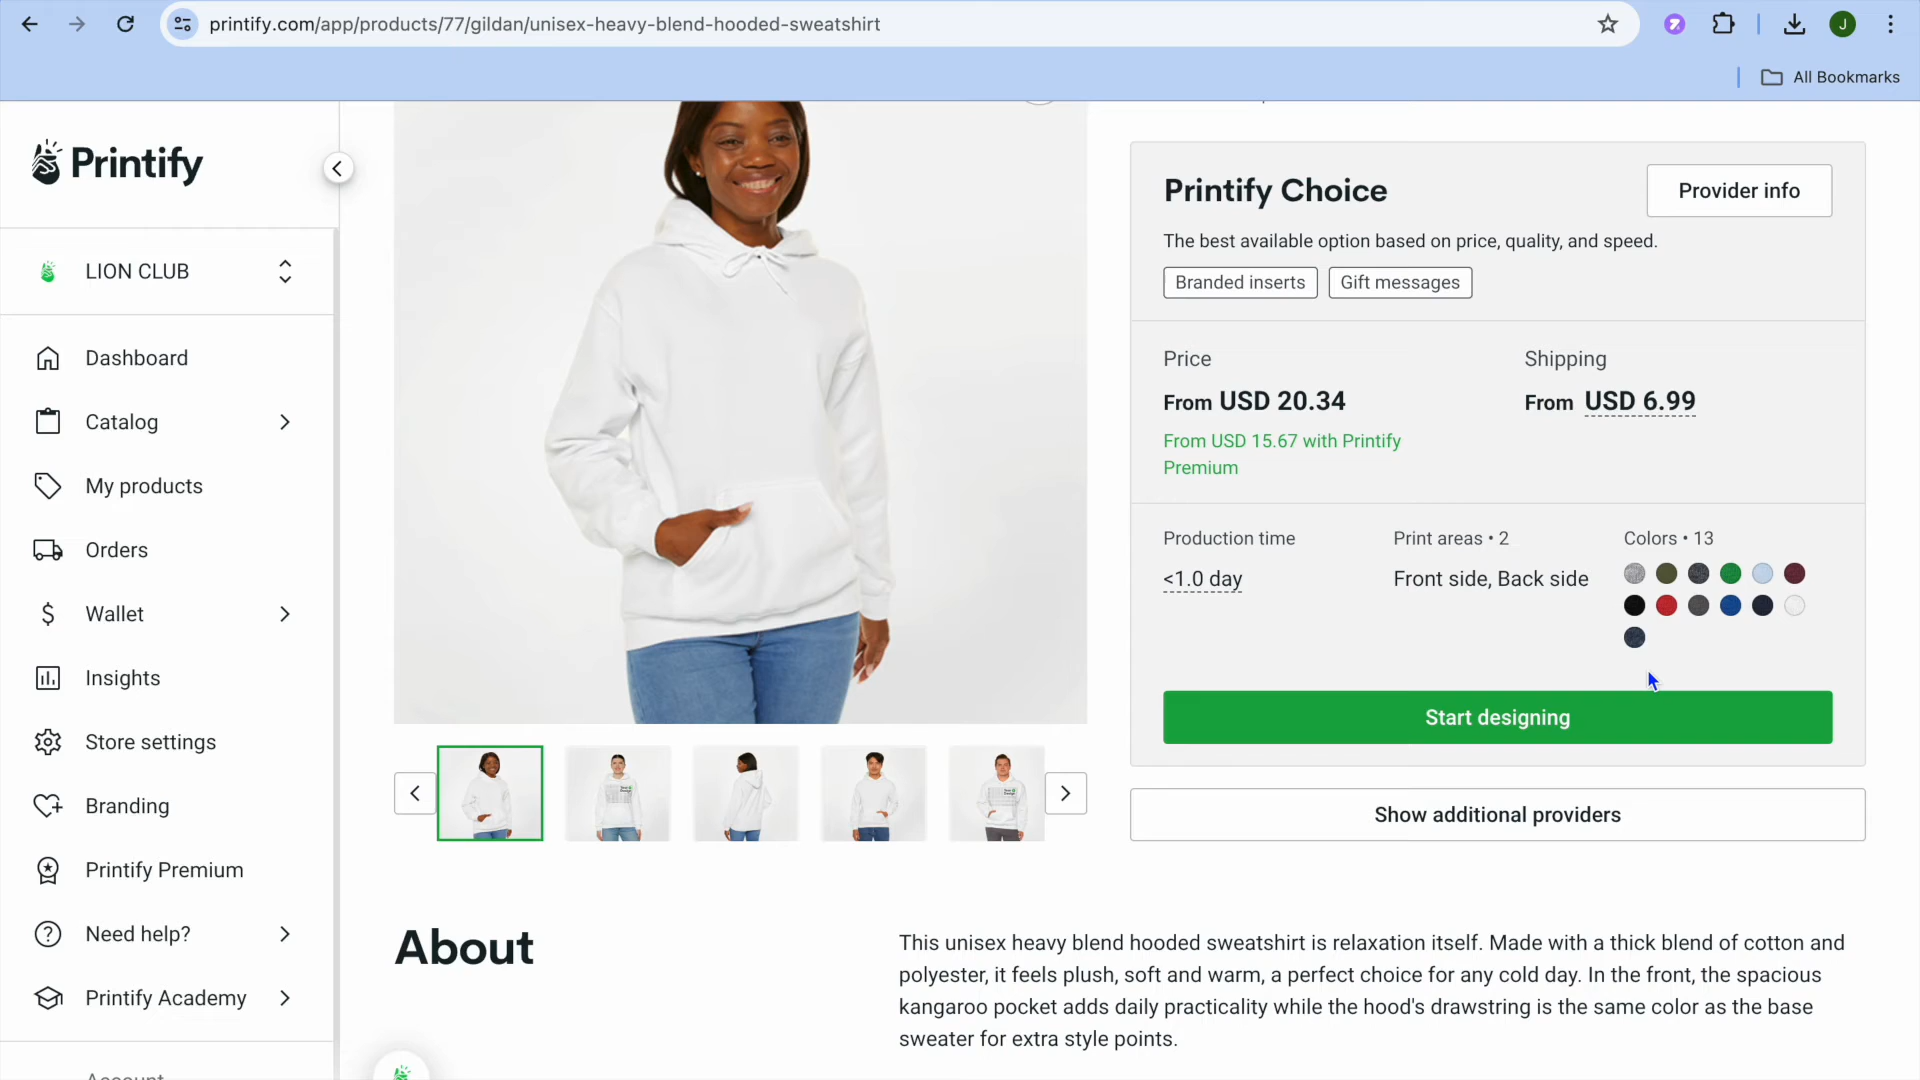 printify.com/app/products/77/gildan/unisex-heavy-blend-hooded-sweatshirt
J
All Bookmarks
Printify
LION CLUB
Dashboard
Catalog
My products
Orders
Wallet
Insights
Store settings
Branding
Printify Premium
Need help?
Printify Academy
Account
Printify Choice
Provider info
The best available option based on price, quality, and speed.
Branded inserts
Gift messages
Price
From USD 20.34
From USD 15.67 with Printify
Premium
Shipping
From USD 6.99
Production time
<1.0 day
Print areas • 2
Front side, Back side
Colors • 13
Start designing
Show additional providers
About
This unisex heavy blend hooded sweatshirt is relaxation itself. Made with a thick blend of cotton and
polyester, it feels plush, soft and warm, a perfect choice for any cold day. In the front, the spacious
kangaroo pocket adds daily practicality while the hood's drawstring is the same color as the base
sweater for extra style points.